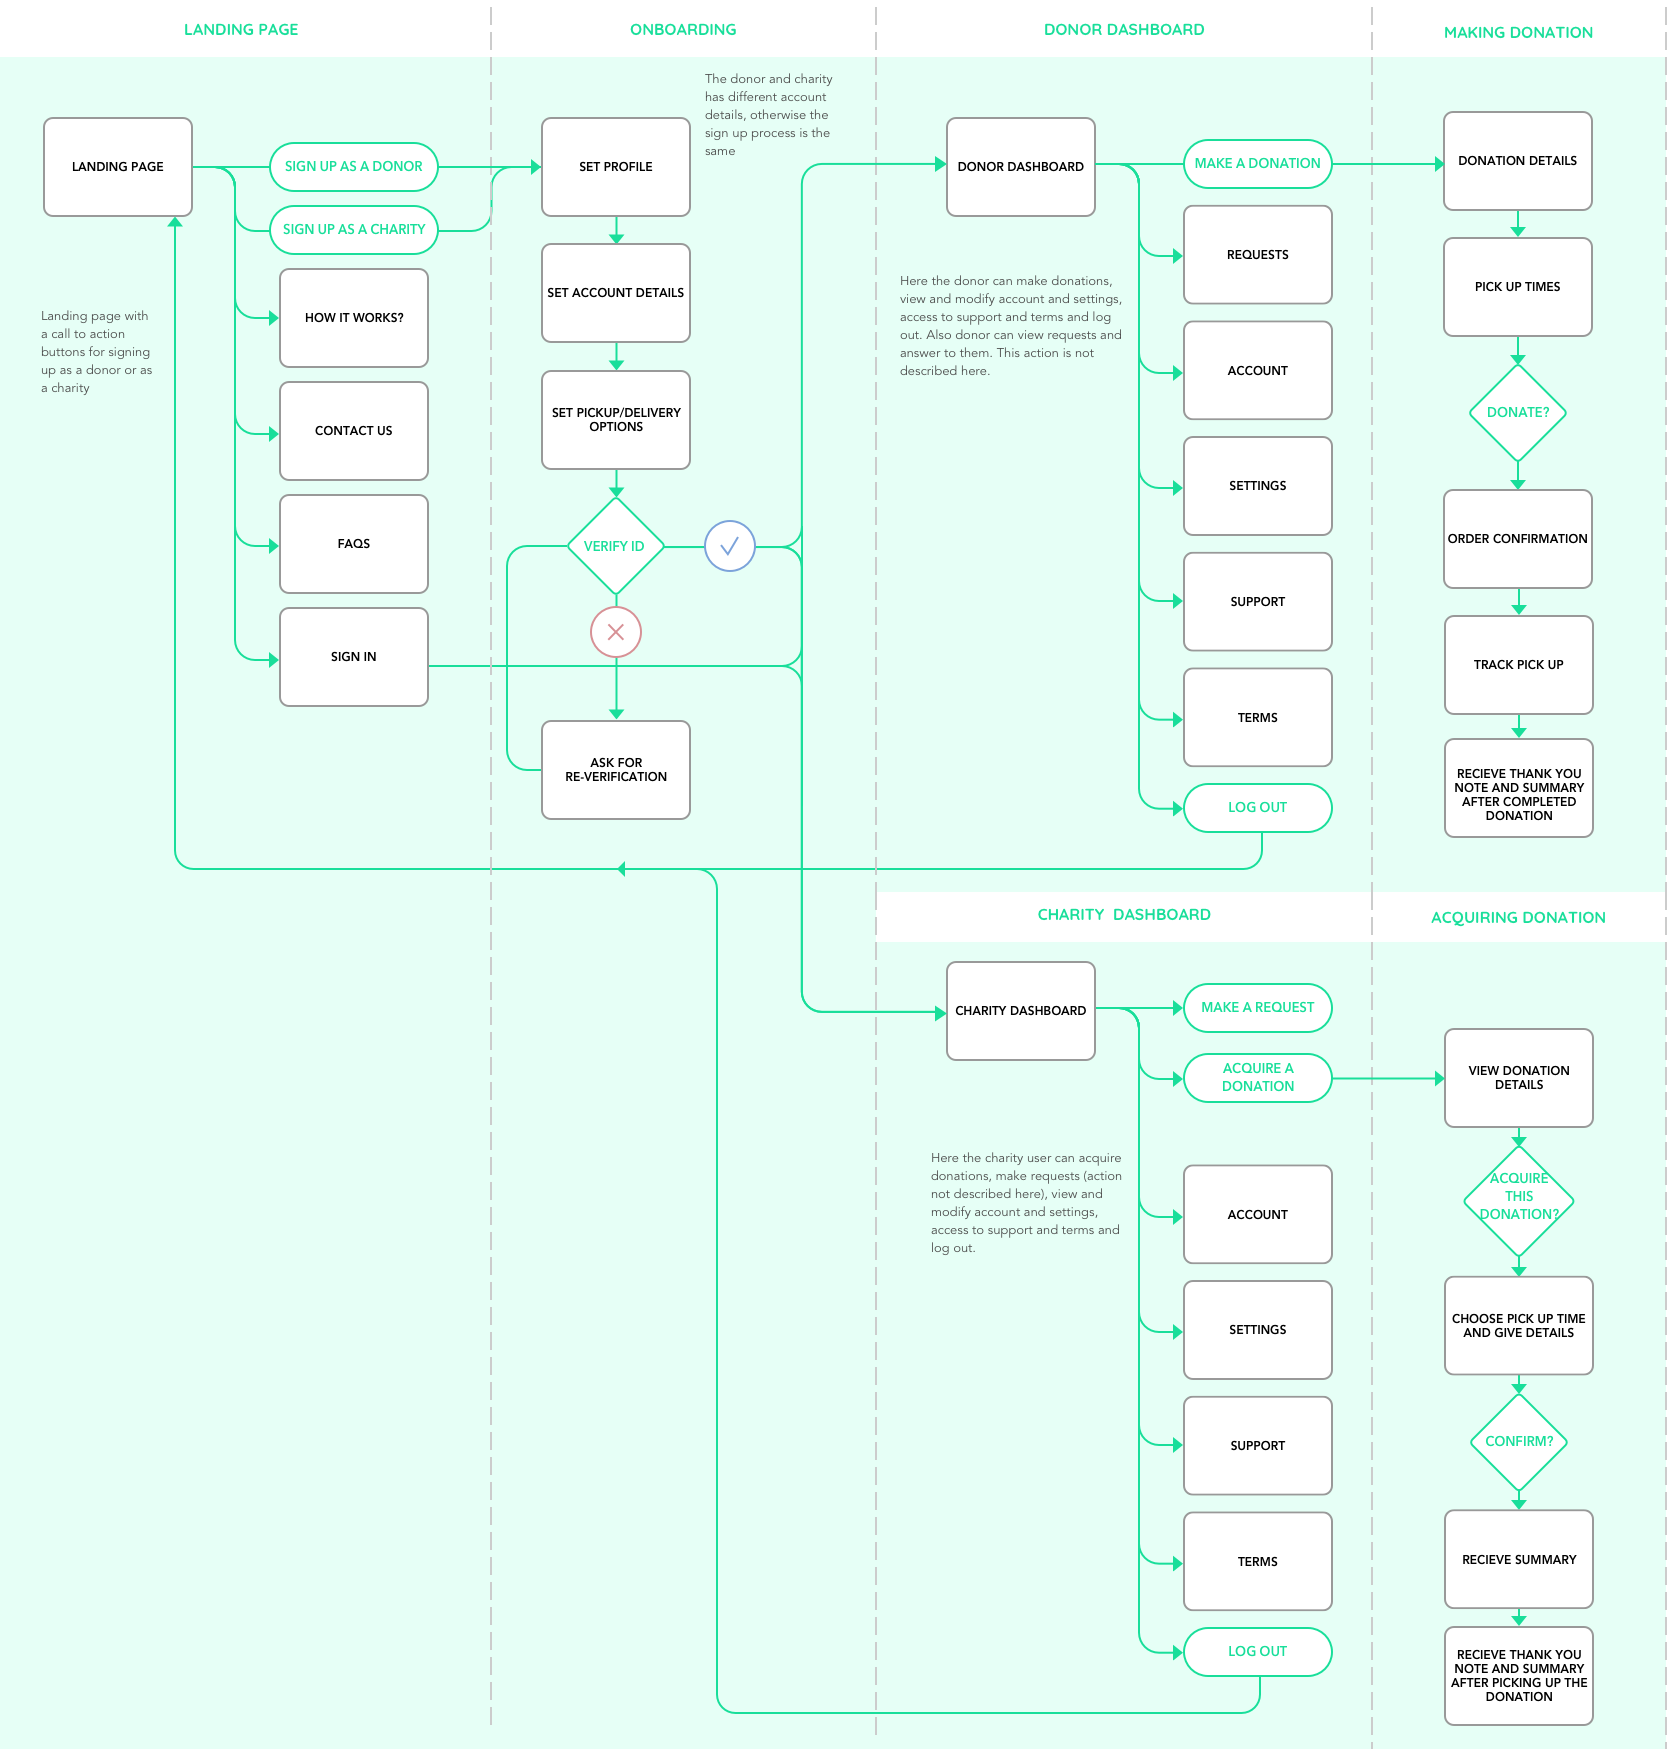 LANDING PAGE
ONBOARDING
DONOR DASHBOARD
MAKING DONATION
LANDING PAGE
SIGN UP AS A DONOR
SIGN UP AS A CHARITY
HOW IT WORKS?
CONTACT US
FAQS
SIGN IN
Landing page with
a call to action
buttons for signing
up as a donor or as
a charity
The donor and charity
has different account
details, otherwise the
sign up process is the
same
SET PROFILE
SET ACCOUNT DETAILS
SET PICKUP/DELIVERY
OPTIONS
VERIFY ID
ASK FOR
RE-VERIFICATION
DONOR DASHBOARD
Here the donor can make donations,
view and modify account and settings,
access to support and terms and log
out. Also donor can view requests and
answer to them. This action is not
described here.
MAKE A DONATION
REQUESTS
ACCOUNT
SETTINGS
SUPPORT
TERMS
LOG OUT
DONATION DETAILS
PICK UP TIMES
DONATE?
ORDER CONFIRMATION
TRACK PICK UP
RECIEVE THANK YOU
NOTE AND SUMMARY
AFTER COMPLETED
DONATION
CHARITY DASHBOARD
ACQUIRING DONATION
CHARITY DASHBOARD
Here the charity user can acquire
donations, make requests (action
not described here), view and
modify account and settings,
access to support and terms and
log out.
MAKE A REQUEST
ACQUIRE A
DONATION
ACCOUNT
SETTINGS
SUPPORT
TERMS
LOG OUT
VIEW DONATION
DETAILS
ACQUIRE
THIS
DONATION?
CHOOSE PICK UP TIME
AND GIVE DETAILS
CONFIRM?
RECIEVE SUMMARY
RECIEVE THANK YOU
NOTE AND SUMMARY
AFTER PICKING UP THE
DONATION